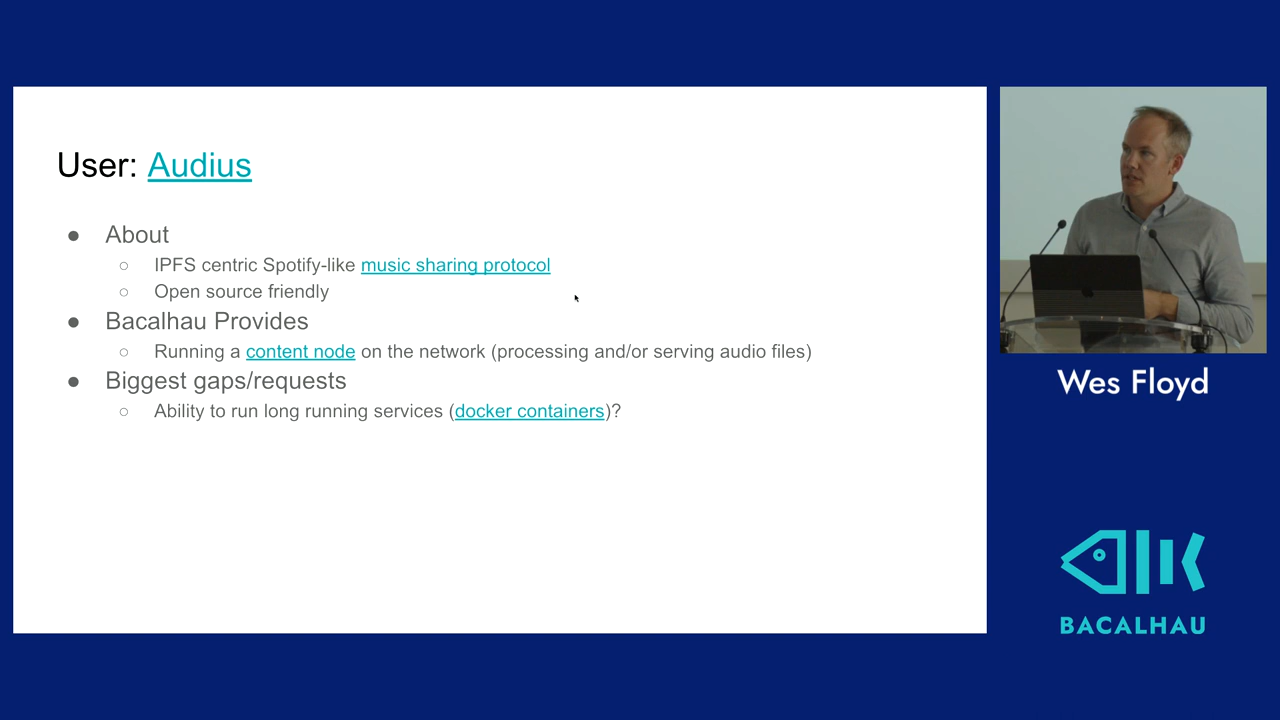 User: Audius
● About
○ IPFS centric Spotify-like music sharing protocol
○ Open source friendly
● Bacalhau Provides
○ Running a content node on the network (processing and/or serving audio files)
● Biggest gaps/requests
○ Ability to run long running services (docker containers)?
Wes Floyd
BACALHAU